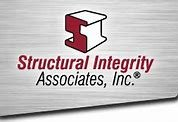 Structural Integrity
Associates, Inc.®